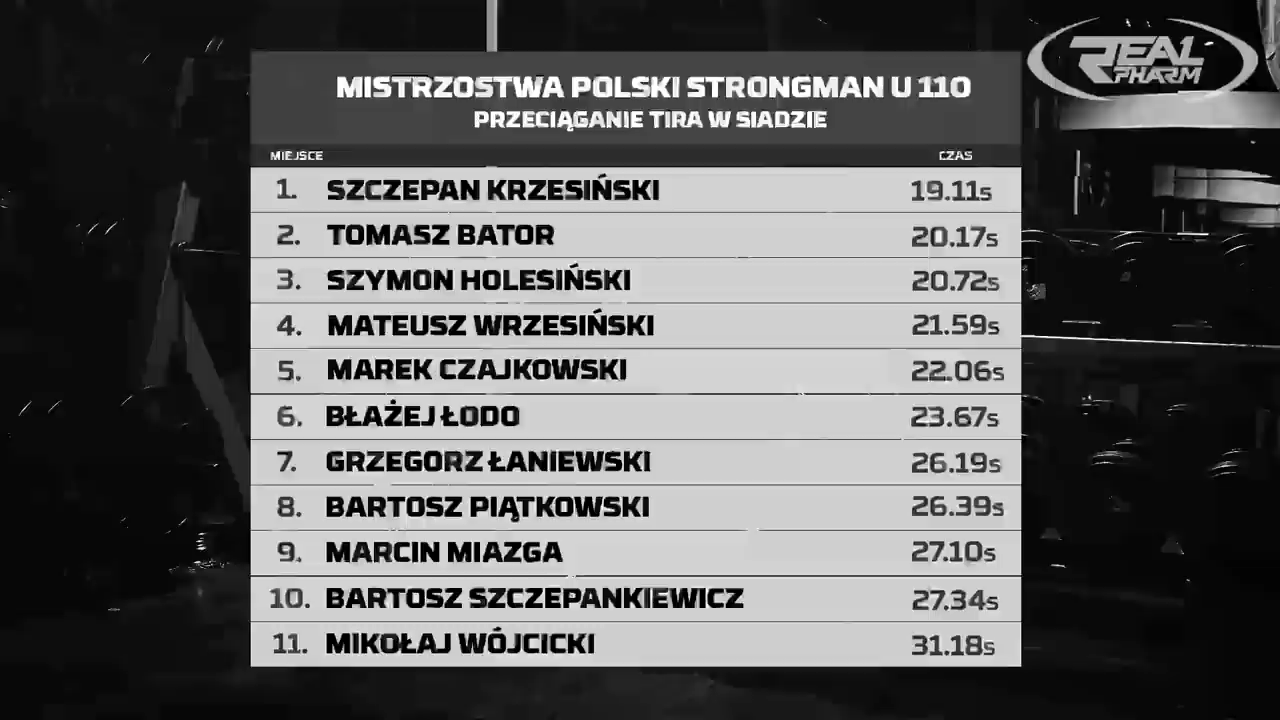 REAL
PHARM
MISTRZOSTWA POLSKI STRONGMAN U 110
PRZECIĄGANIE TIRA W SIADZIE
MIEJSCE CZAS
1. SZCZEPAN KRZESIŃSKI 19.11s
2. TOMASZ BATOR 20.17s
3. SZYMON HOLESIŃSKI 20.72s
4. MATEUSZ WRZESIŃSKI 21.59s
5. MAREK CZAJKOWSKI 22.06s
6. BŁAŻEJ ŁODO 23.67s
7. GRZEGORZ ŁANIEWSKI 26.19s
8. BARTOSZ PIĄTKOWSKI 26.39s
9. MARCIN MIAZGA 27.10s
10. BARTOSZ SZCZEPANKIEWICZ 27.34s
11. MIKOŁAJ WÓJCICKI 31.18s